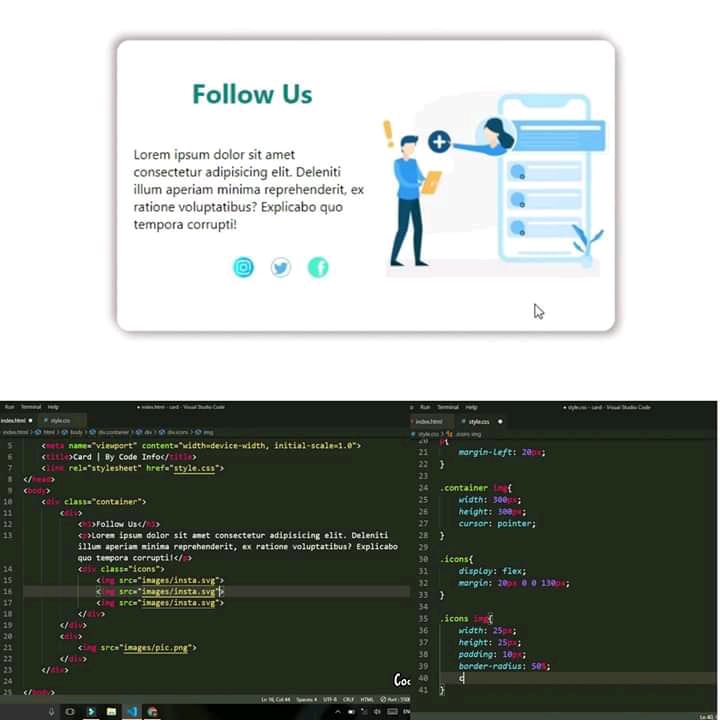 Follow Us
Lorem ipsum dolor sit amet
consectetur adipisicing elit. Deleniti
illum aperiam minima reprehenderit, ex
ratione voluptatibus? Explicabo quo
tempora corrupti!
Run Terminal Help
● index.html - card - Visual Studio Code
index.html ● # style.css
index.html > html > body > div.container > div > div.icons > img
5 <meta name="viewport" content="width=device-width, initial-scale=1.0">
6 <title>Card | By Code Info</title>
7 <link rel="stylesheet" href="style.css">
8 </head>
9 <body>
10 <div class="container">
11 <div>
12 <h1>Follow Us</h1>
13 <p>Lorem ipsum dolor sit amet consectetur adipisicing elit. Deleniti
illum aperiam minima reprehenderit, ex ratione voluptatibus? Explicabo
quo tempora corrupti!</p>
14 <div class="icons">
15 <img src="images/insta.svg">
16 <img src="images/insta.svg">
17 <img src="images/insta.svg">
18 </div>
19 </div>
20 <div>
21 <img src="images/pic.png">
22 </div>
23 </div>
24
25 </body>
Ln 16, Col 44 Spaces: 4 UTF-8 CRLF HTML
Run Terminal Help
● style.css - card - Visual Studio Code
index.html # style.css ●
# style.css > .icons img
20 p{
21 margin-left: 20px;
22 }
23
24 .container img{
25 width: 300px;
26 height: 300px;
27 cursor: pointer;
28 }
29
30 .icons{
31 display: flex;
32 margin: 20px 0 0 130px;
33 }
34
35 .icons img{
36 width: 25px;
37 height: 25px;
38 padding: 10px;
39 border-radius: 50%;
40 c
41 }
Ln 40,